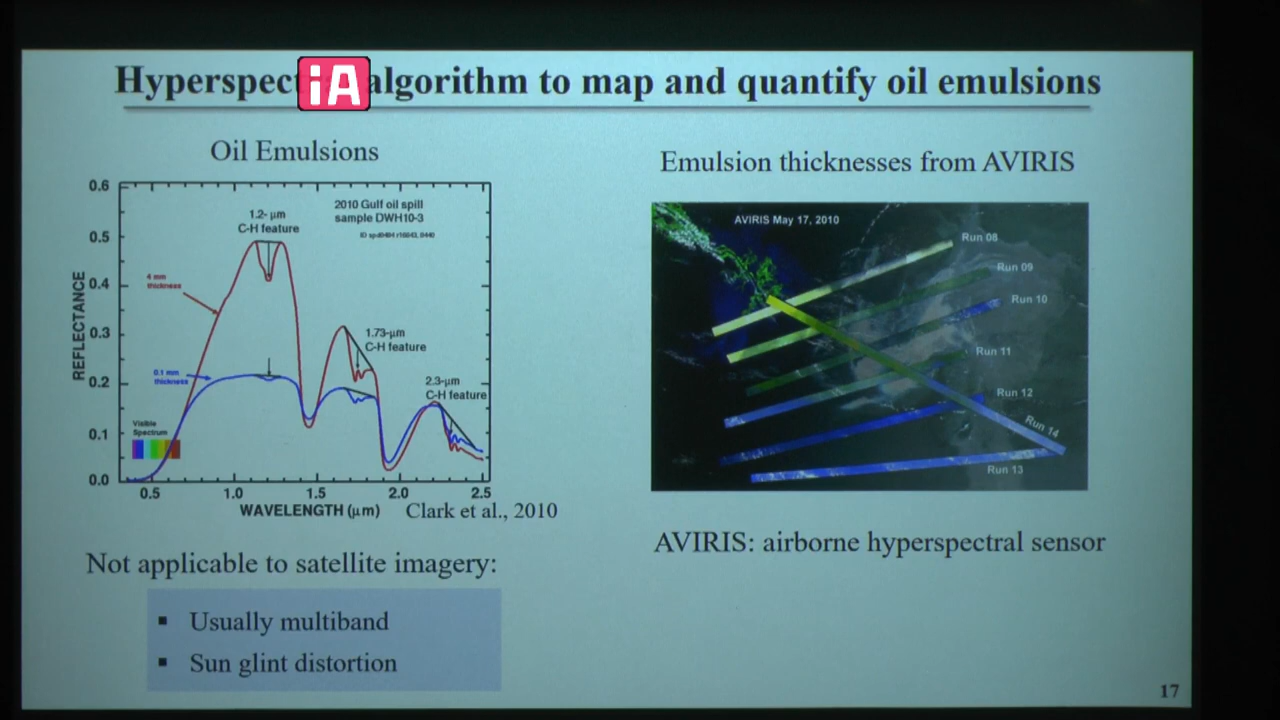 Hyperspect algorithm to map and quantify oil emulsions
iA
Oil Emulsions
0.6
0.5
0.4
0.3
0.2
0.1
0.0
REFLECTANCE
1.2- μm
C-H feature
2010 Gulf oil spill
sample DWH10-3
4 mm
thickness
1.73-μm
C-H feature
0.1 mm
thickness
2.3-μm
C-H feature
Visible
Spectrum
0.5 1.0 1.5 2.0 2.5
WAVELENGTH (μm)
Clark et al., 2010
Not applicable to satellite imagery:
▪ Usually multiband
▪ Sun glint distortion
Emulsion thicknesses from AVIRIS
AVIRIS May 17, 2010
Run 08
Run 09
Run 10
Run 11
Run 12
Run 14
Run 13
AVIRIS: airborne hyperspectral sensor
17